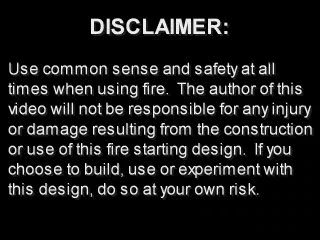 DISCLAIMER:
Use common sense and safety at all
times when using fire.  The author of this
video will not be responsible for any injury
or damage resulting from the construction
or use of this fire starting design.  If you
choose to build, use or experiment with
this design, do so at your own risk.